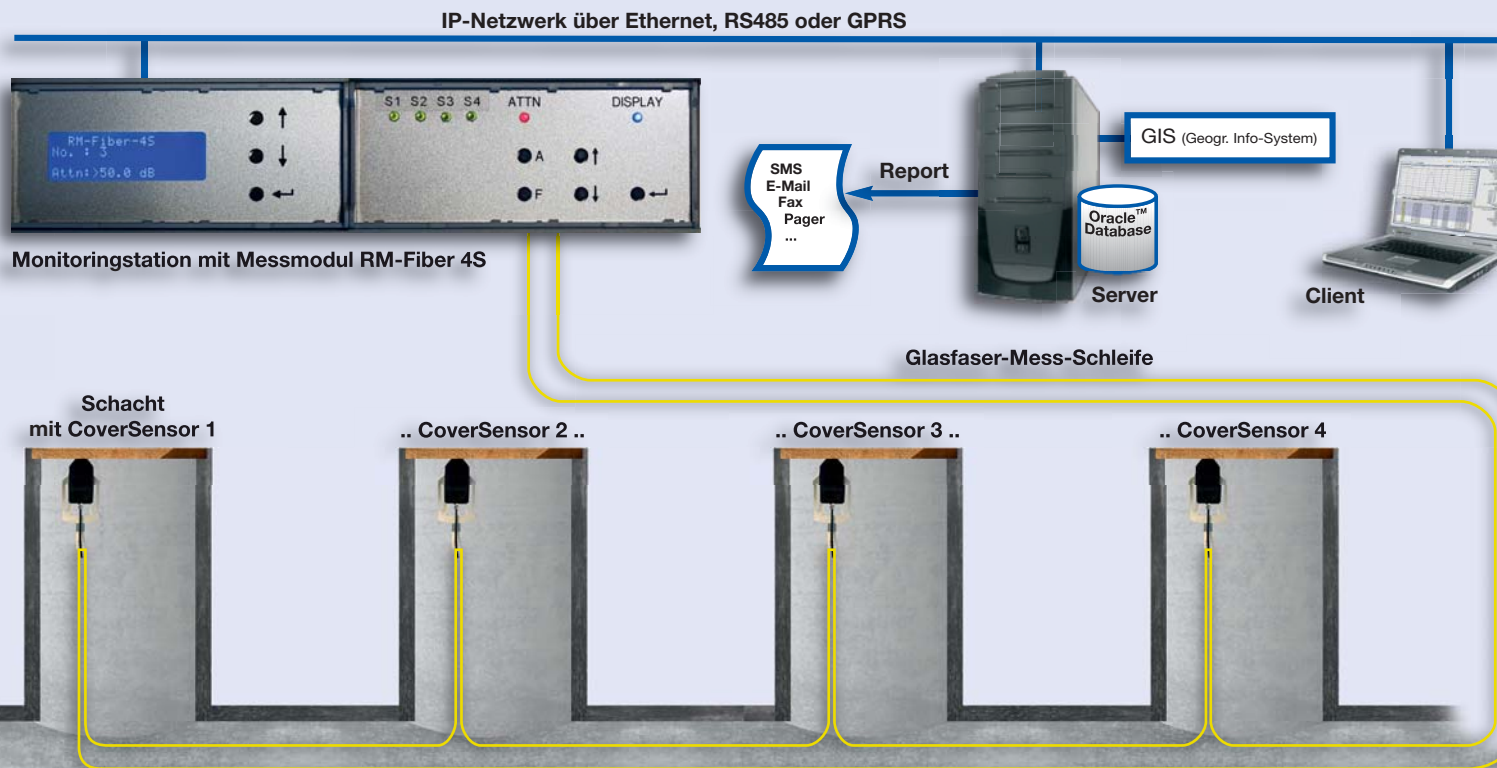 IP-Netzwerk über Ethernet, RS485 oder GPRS
S1 S2 S3 S4 ATTN DISPLAY
RM-Fiber-4S
No. : 3
Attn:>50.0 dB
A
F
GIS (Geogr. Info-System)
SMS
E-Mail
Fax
Pager
...
Report
Oracle™
Database
Monitoringstation mit Messmodul RM-Fiber 4S
Server
Client
Glasfaser-Mess-Schleife
Schacht
mit CoverSensor 1
.. CoverSensor 2 ..
.. CoverSensor 3 ..
.. CoverSensor 4